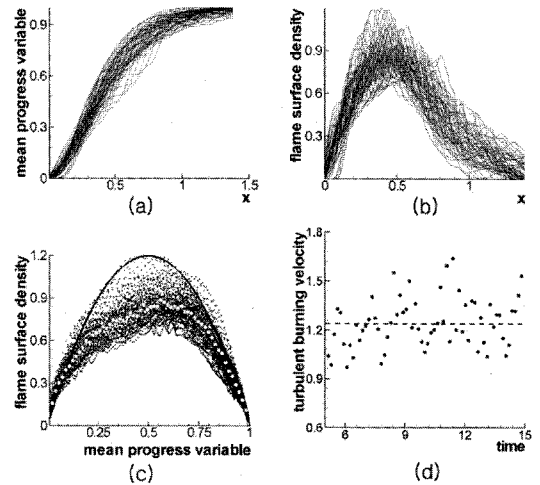 mean progress variable
0.9
0.6
0.3
0
0.5
1
1.5
x
(a)
flame surface density
0.9
0.6
0.3
0
0.5
1
x
(b)
flame surface density
1.2
0.9
0.6
0.3
0
0.25
0.5
0.75
1
mean progress variable
(c)
turbulent burning velocity
1.8
1.5
1.2
0.9
0.6
6
9
12
15
time
(d)